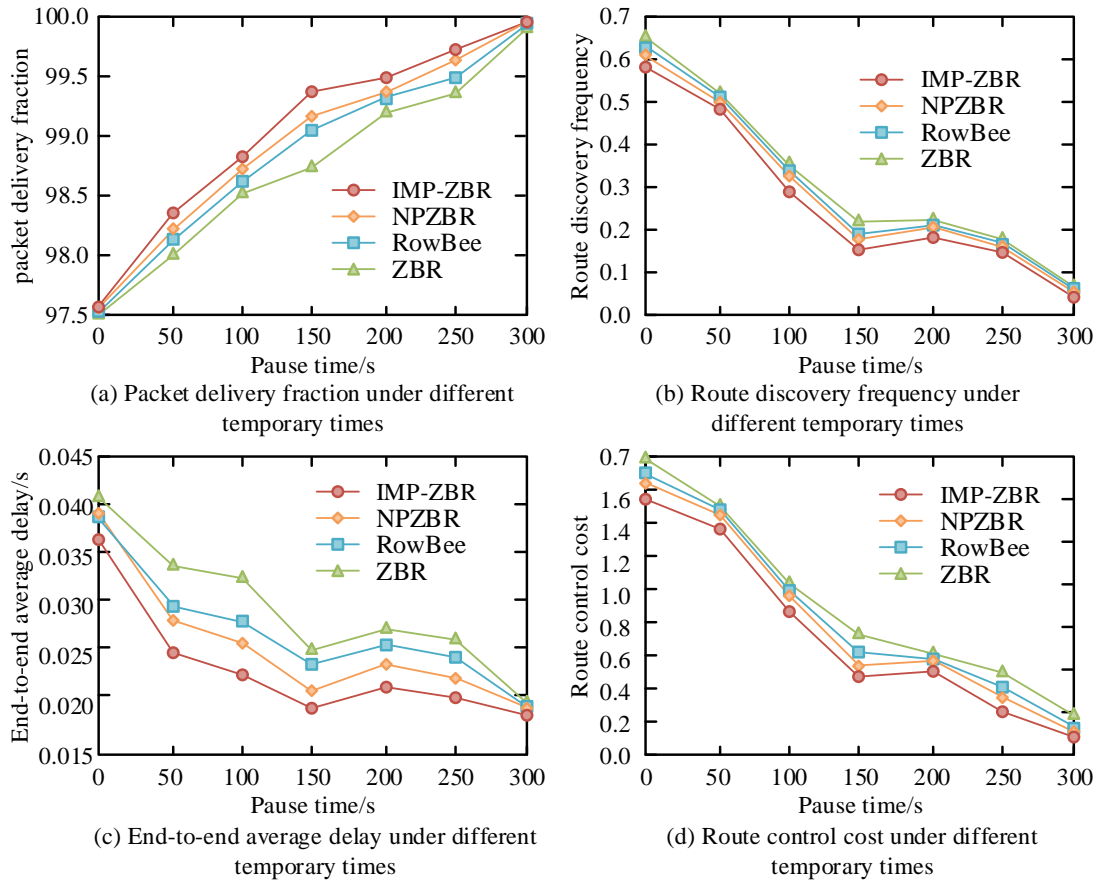 packet delivery fraction
100.0
99.5
99.0
98.5
98.0
97.5
0 50 100 150 200 250 300
Pause time/s
IMP-ZBR
NPZBR
RowBee
ZBR
(a) Packet delivery fraction under different
temporary times
Route discovery frequency
0.7
0.6
0.5
0.4
0.3
0.2
0.1
0.0
0 50 100 150 200 250 300
Pause time/s
IMP-ZBR
NPZBR
RowBee
ZBR
(b) Route discovery frequency under
different temporary times
End-to-end average delay/s
0.045
0.040
0.035
0.030
0.025
0.020
0.015
0 50 100 150 200 250 300
Pause time/s
IMP-ZBR
NPZBR
RowBee
ZBR
(c) End-to-end average delay under different
temporary times
Route control cost
0.7
1.6
1.4
1.2
1.0
0.8
0.6
0.4
0.2
0.0
0 50 100 150 200 250 300
Pause time/s
IMP-ZBR
NPZBR
RowBee
ZBR
(d) Route control cost under different
temporary times